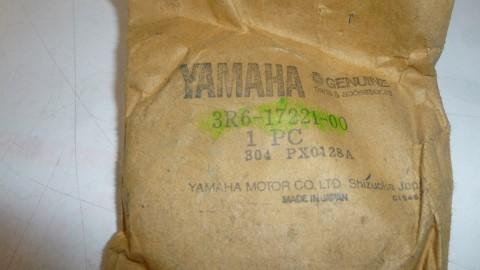 YAMAHA GENUINE
parts & accessories
3R6-17221-00
1 PC
304 PX0128A
YAMAHA MOTOR CO., LTD. Shizuoka Japan
MADE IN JAPAN